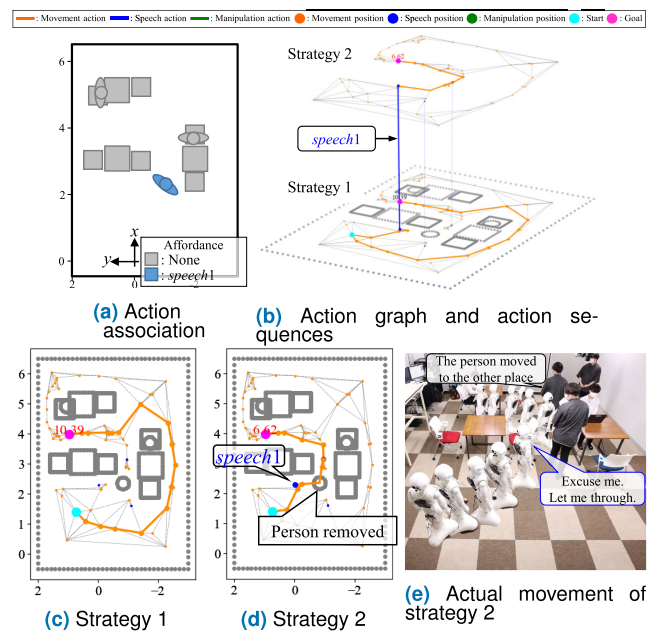 : Movement action : Speech action : Manipulation action : Movement position : Speech position : Manipulation position : Start : Goal
6
4
2
0
2
0
−2
x
y
Affordance
: None
: speech1
(a) Action
association
Strategy 2
6.62
speech1
Strategy 1
10.39
(b) Action graph and action se-
quences
6
5
4
3
2
1
0
2
0
−2
10.39
(c) Strategy 1
6
5
4
3
2
1
0
2
0
−2
6.62
speech1
Person removed
(d) Strategy 2
The person moved
to the other place
Excuse me.
Let me through.
(e) Actual movement of
strategy 2